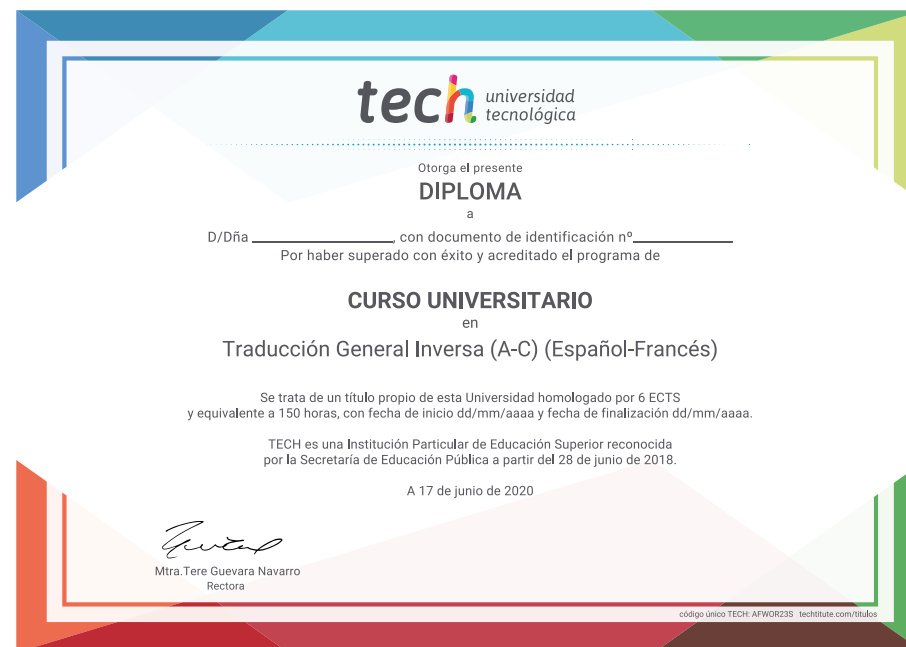 tech universidad
tecnológica
Otorga el presente
DIPLOMA
a
D/Dña ____________________, con documento de identificación nº______________
Por haber superado con éxito y acreditado el programa de
CURSO UNIVERSITARIO
en
Traducción General Inversa (A-C) (Español-Francés)
Se trata de un título propio de esta Universidad homologado por 6 ECTS
y equivalente a 150 horas, con fecha de inicio dd/mm/aaaa y fecha de finalización dd/mm/aaaa.
TECH es una Institución Particular de Educación Superior reconocida
por la Secretaría de Educación Pública a partir del 28 de junio de 2018.
A 17 de junio de 2020
Mtra.Tere Guevara Navarro
Rectora
código único TECH: AFWOR23S techtitute.com/titulos